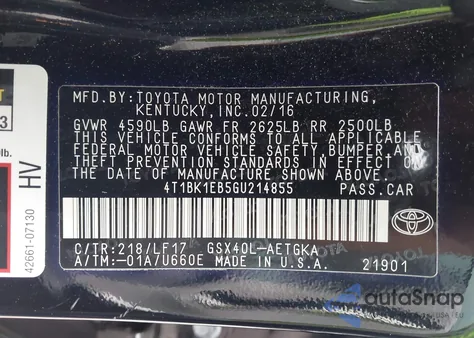 MFD.BY:TOYOTA MOTOR MANUFACTURING,
KENTUCKY,INC.02/16
GVWR 4590LB GAWR FR 2625LB RR 2500LB
THIS VEHICLE CONFORMS TO ALL APPLICABLE
FEDERAL MOTOR VEHICLE SAFETY, BUMPER AND
THEFT PREVENTION STANDARDS IN EFFECT ON
THE DATE OF MANUFACTURE SHOWN ABOVE.
4T1BK1EB5GU214855 PASS.CAR
C/TR:218/LF17 GSX40L-AETGKA
A/TM:-01A/U660E MADE IN U.S.A. 21901
TOYOTA
3
lb.
HV
42661-07130
autoSnap